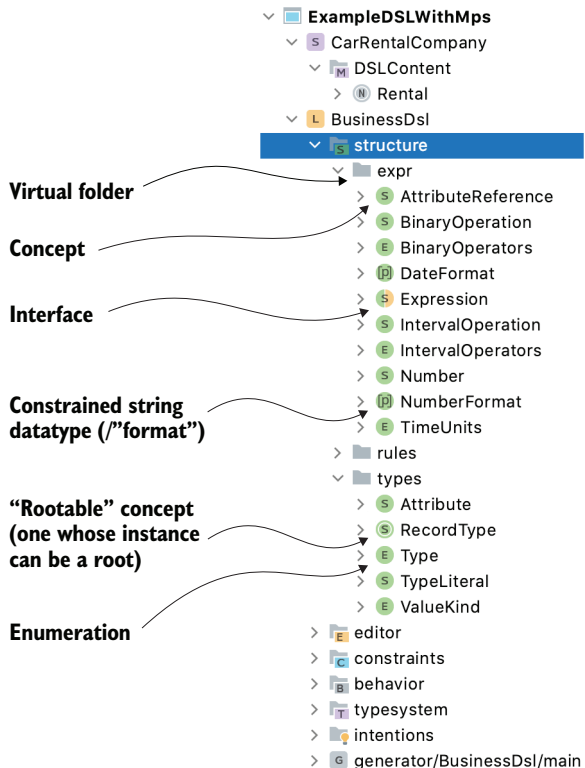 ExampleDSLWithMps
S CarRentalCompany
M DSLContent
N Rental
L BusinessDsl
S structure
expr
Virtual folder
S AttributeReference
S BinaryOperation
Concept
E BinaryOperators
[p] DateFormat
S Expression
Interface
S IntervalOperation
E IntervalOperators
S Number
Constrained string
datatype (/”format”)
[p] NumberFormat
E TimeUnits
rules
types
“Rootable” concept
(one whose instance
can be a root)
S Attribute
S RecordType
E Type
S TypeLiteral
E ValueKind
Enumeration
E editor
C constraints
B behavior
T typesystem
intentions
G generator/BusinessDsl/main